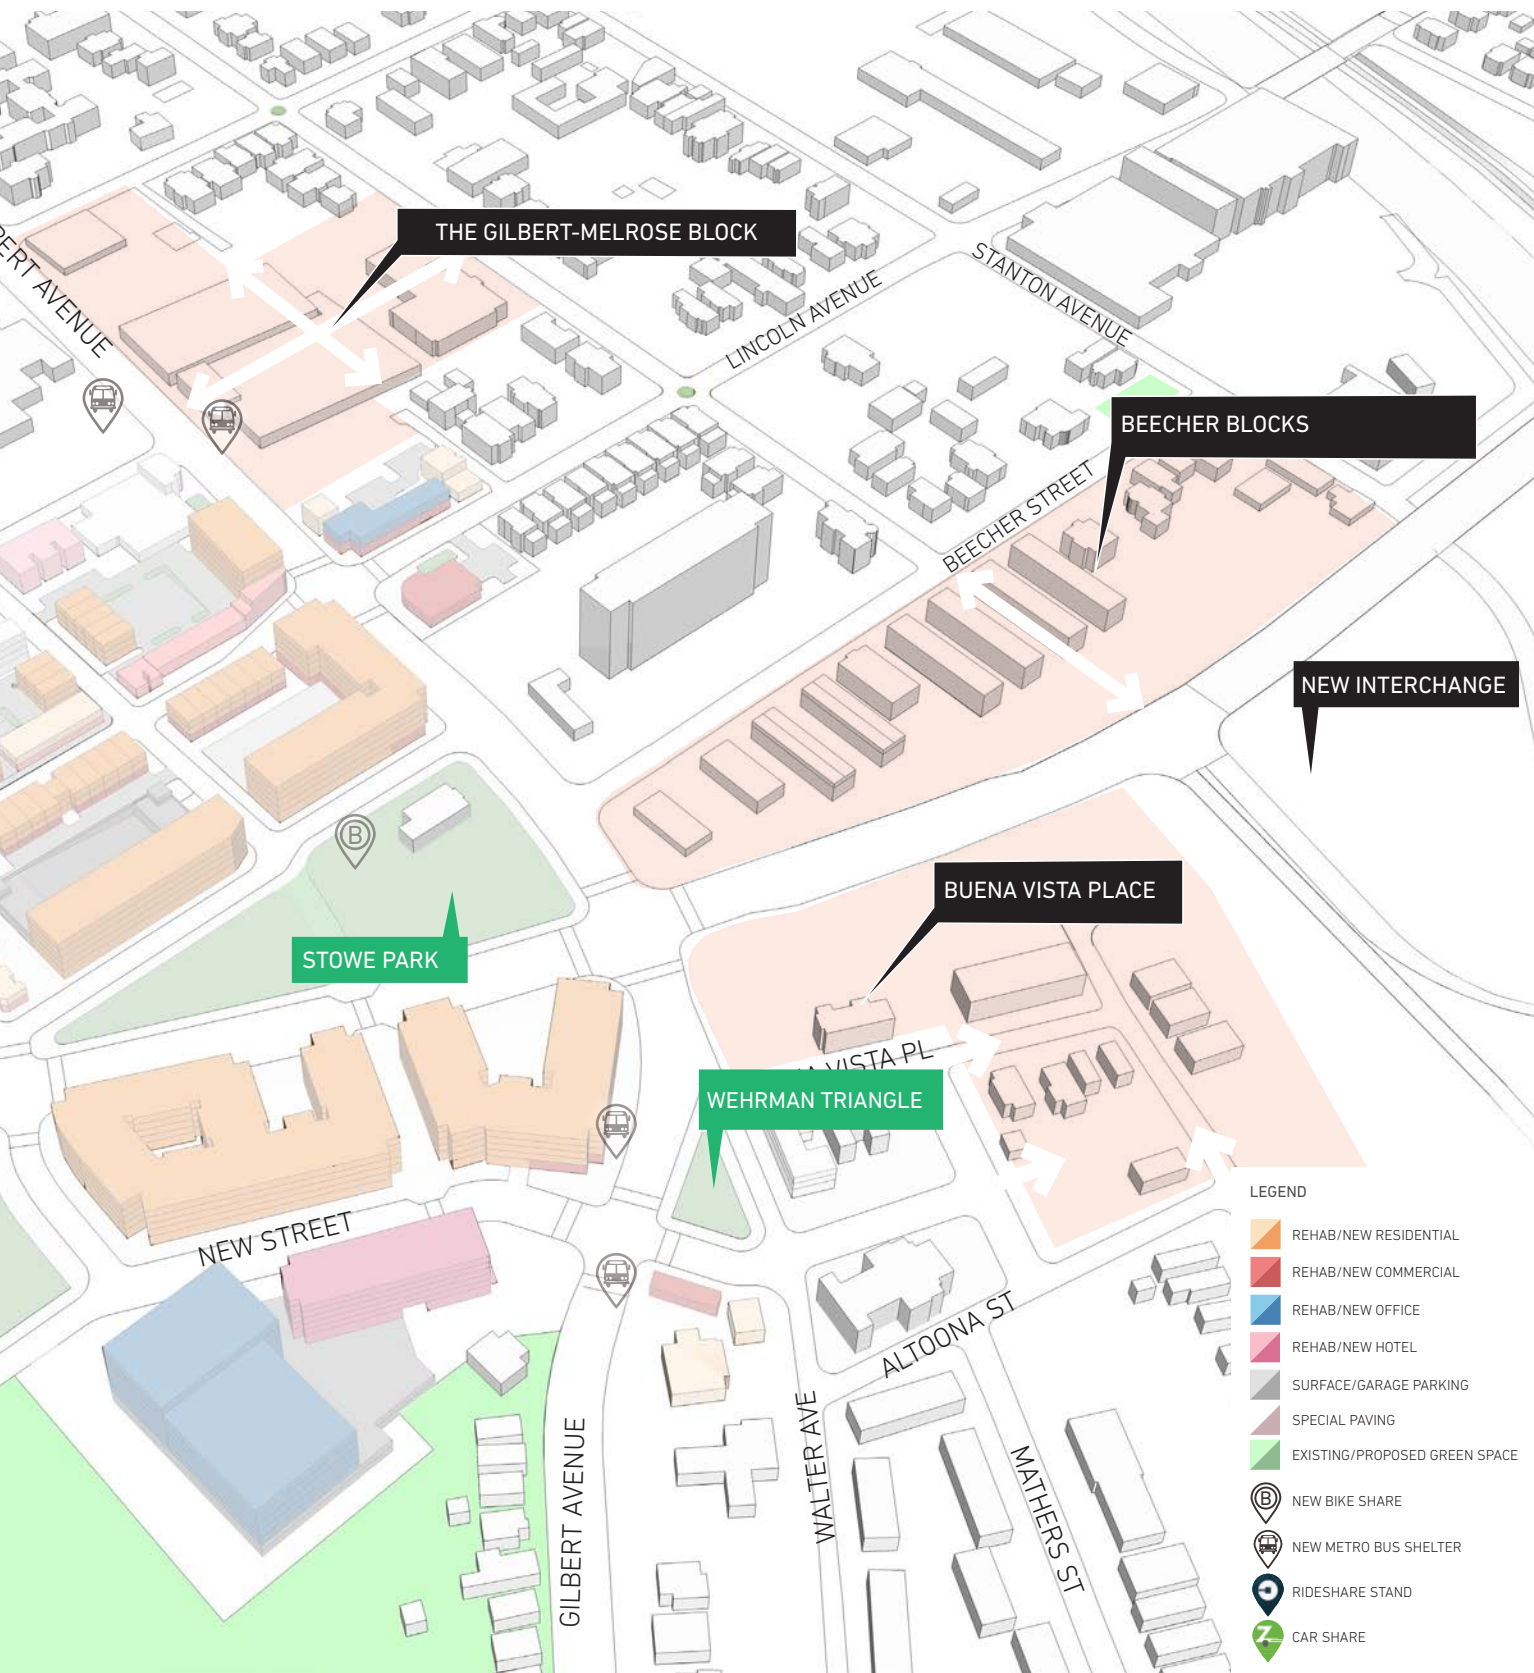 THE GILBERT-MELROSE BLOCK
BERT AVENUE
STANTON AVENUE
LINCOLN AVENUE
BEECHER BLOCKS
BEECHER STREET
NEW INTERCHANGE
B
BUENA VISTA PLACE
STOWE PARK
VISTA PL
WEHRMAN TRIANGLE
NEW STREET
ALTOONA ST
GILBERT AVENUE
WALTER AVE
MATHERS ST
LEGEND
REHAB/NEW RESIDENTIAL
REHAB/NEW COMMERCIAL
REHAB/NEW OFFICE
REHAB/NEW HOTEL
SURFACE/GARAGE PARKING
SPECIAL PAVING
EXISTING/PROPOSED GREEN SPACE
B NEW BIKE SHARE
NEW METRO BUS SHELTER
RIDESHARE STAND
CAR SHARE